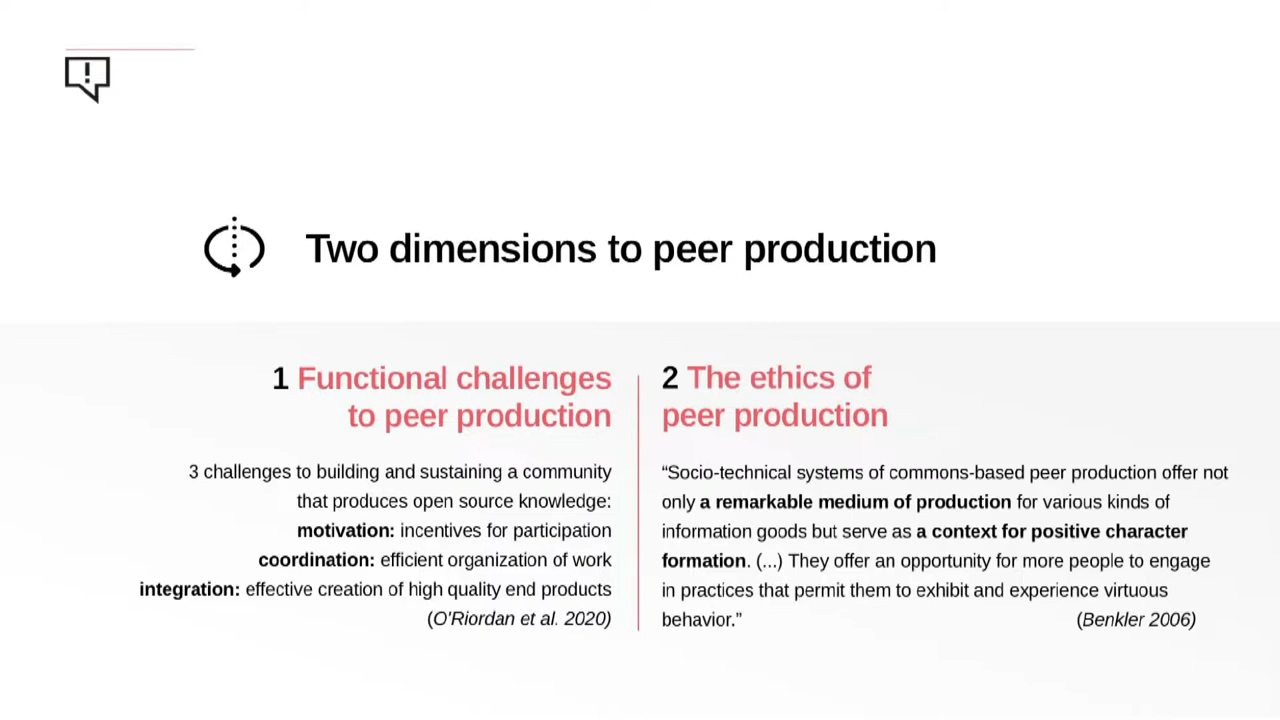 !
Two dimensions to peer production
1 Functional challenges
to peer production
3 challenges to building and sustaining a community
that produces open source knowledge:
motivation: incentives for participation
coordination: efficient organization of work
integration: effective creation of high quality end products
(O'Riordan et al. 2020)
2 The ethics of
peer production
“Socio-technical systems of commons-based peer production offer not
only a remarkable medium of production for various kinds of
information goods but serve as a context for positive character
formation. (...) They offer an opportunity for more people to engage
in practices that permit them to exhibit and experience virtuous
behavior.” (Benkler 2006)